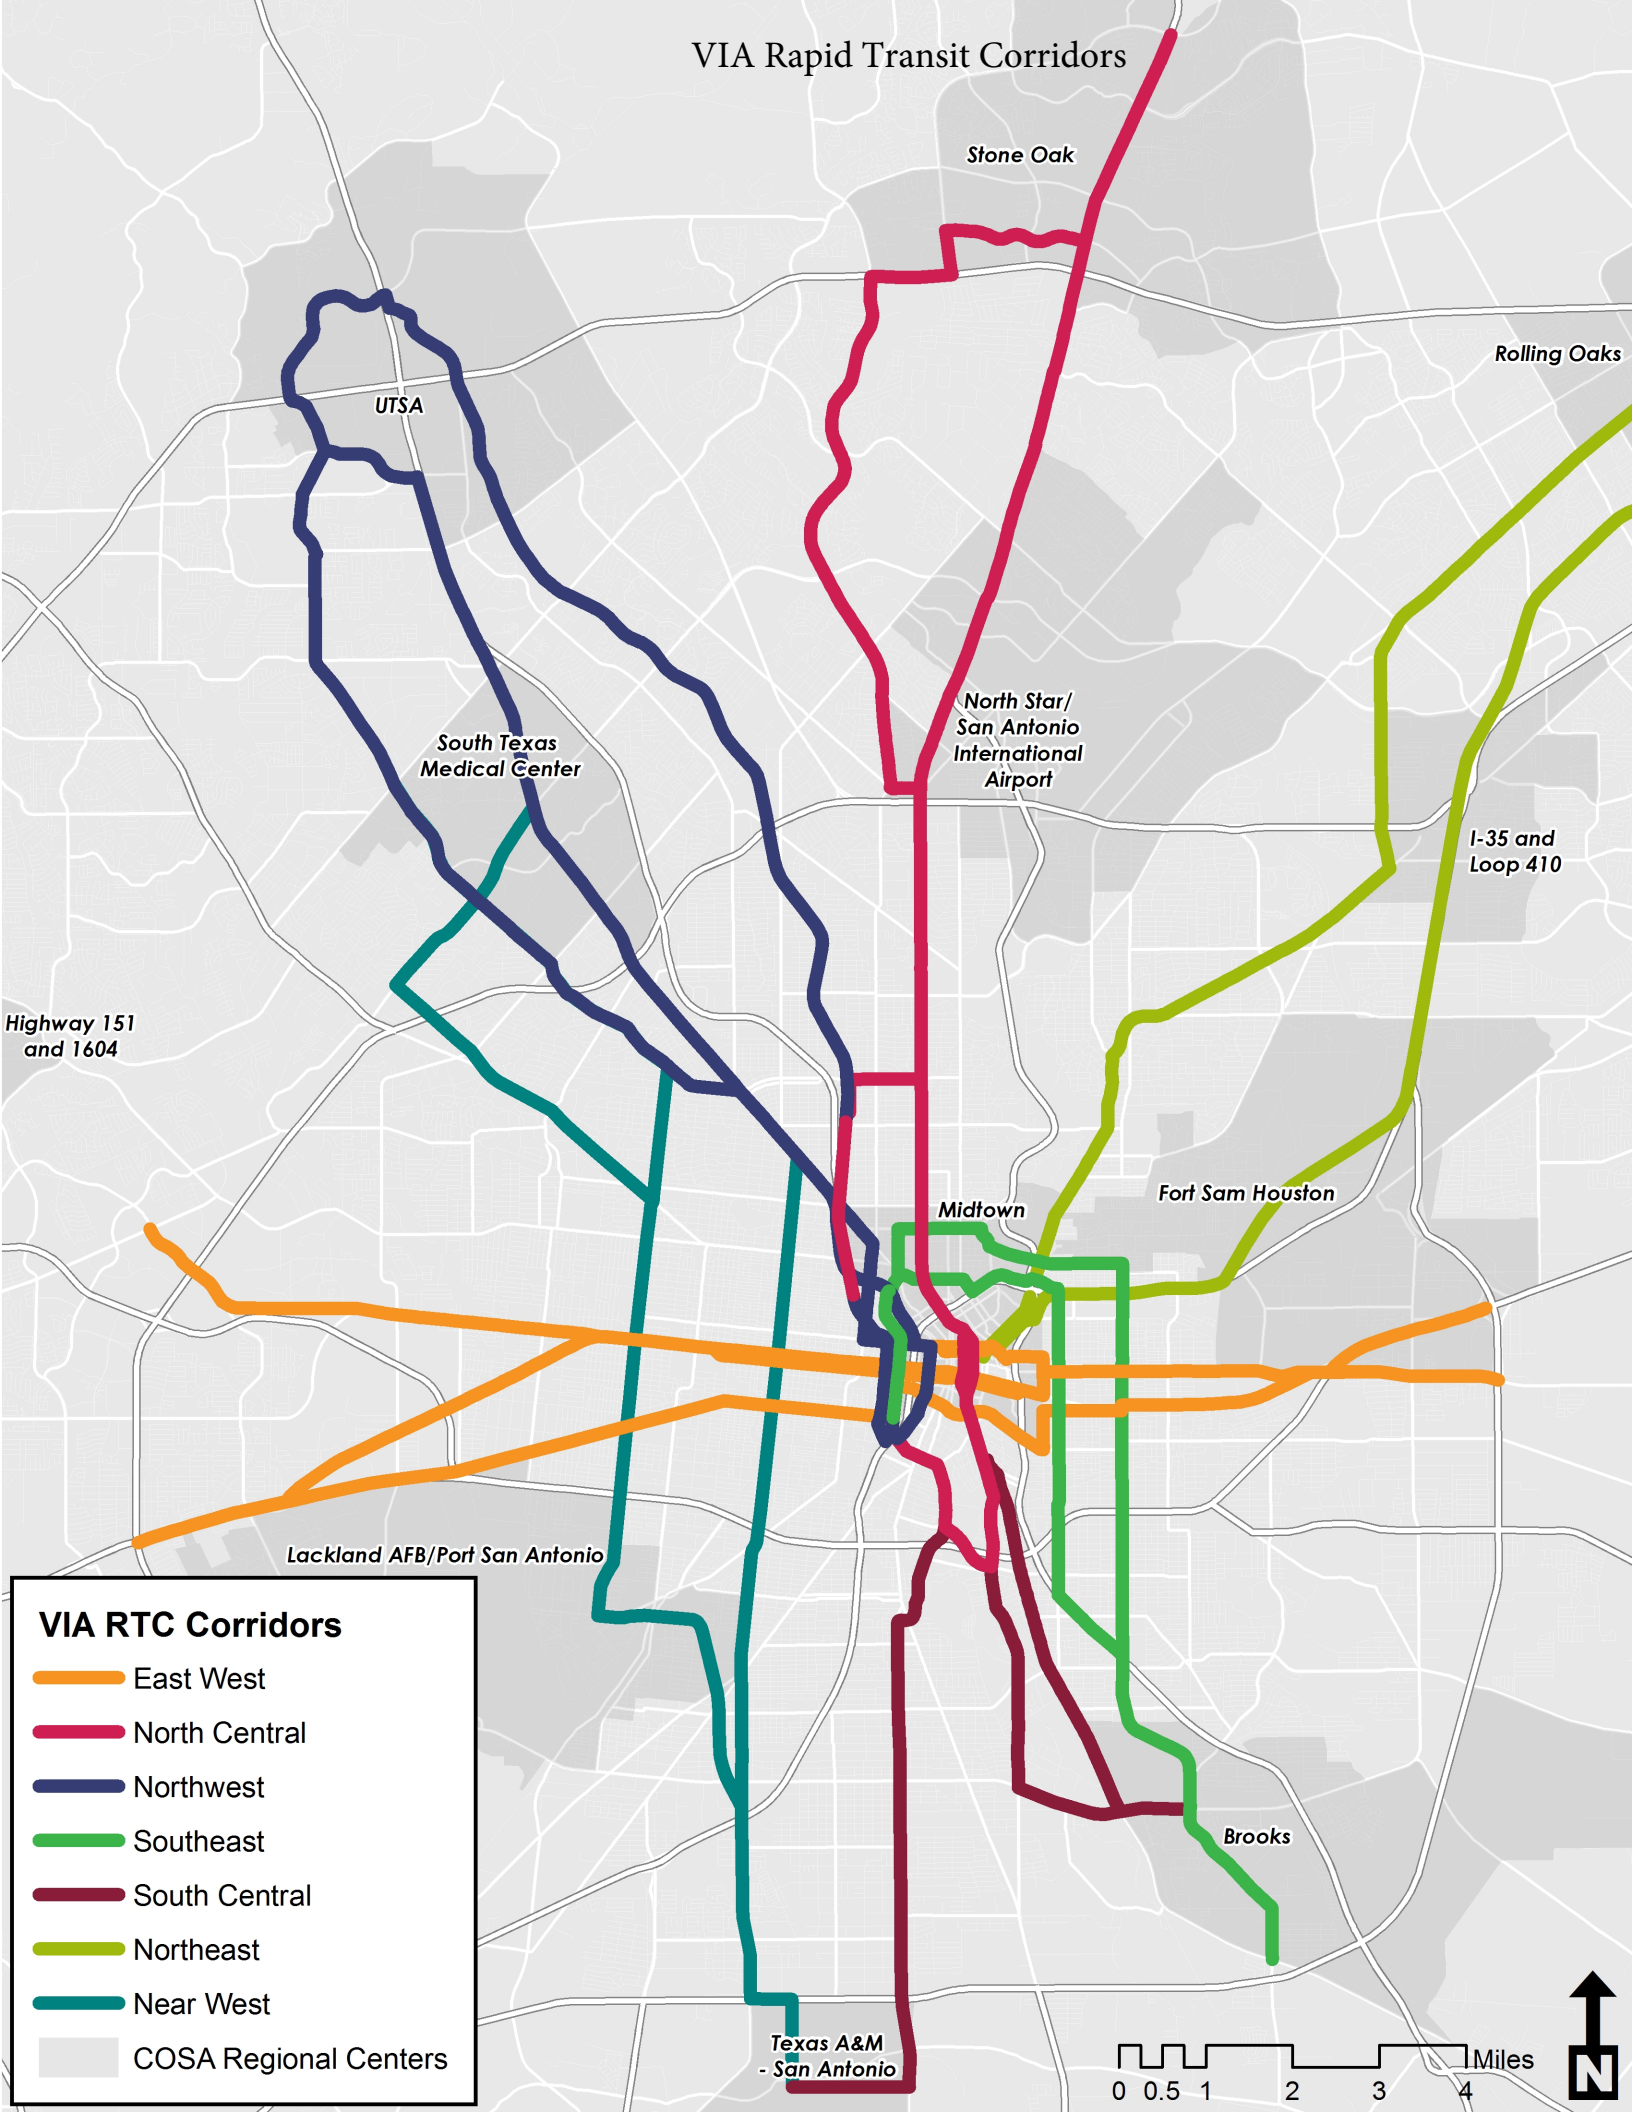 VIA Rapid Transit Corridors
Stone Oak
Rolling Oaks
UTSA
North Star/
San Antonio
International
Airport
South Texas
Medical Center
I-35 and
Loop 410
Highway 151
and 1604
Fort Sam Houston
Midtown
Lackland AFB/Port San Antonio
VIA RTC Corridors
East West
North Central
Northwest
Southeast
South Central
Northeast
Near West
COSA Regional Centers
Brooks
Texas A&M
- San Antonio
Miles
0 0.5 1 2 3 4
N